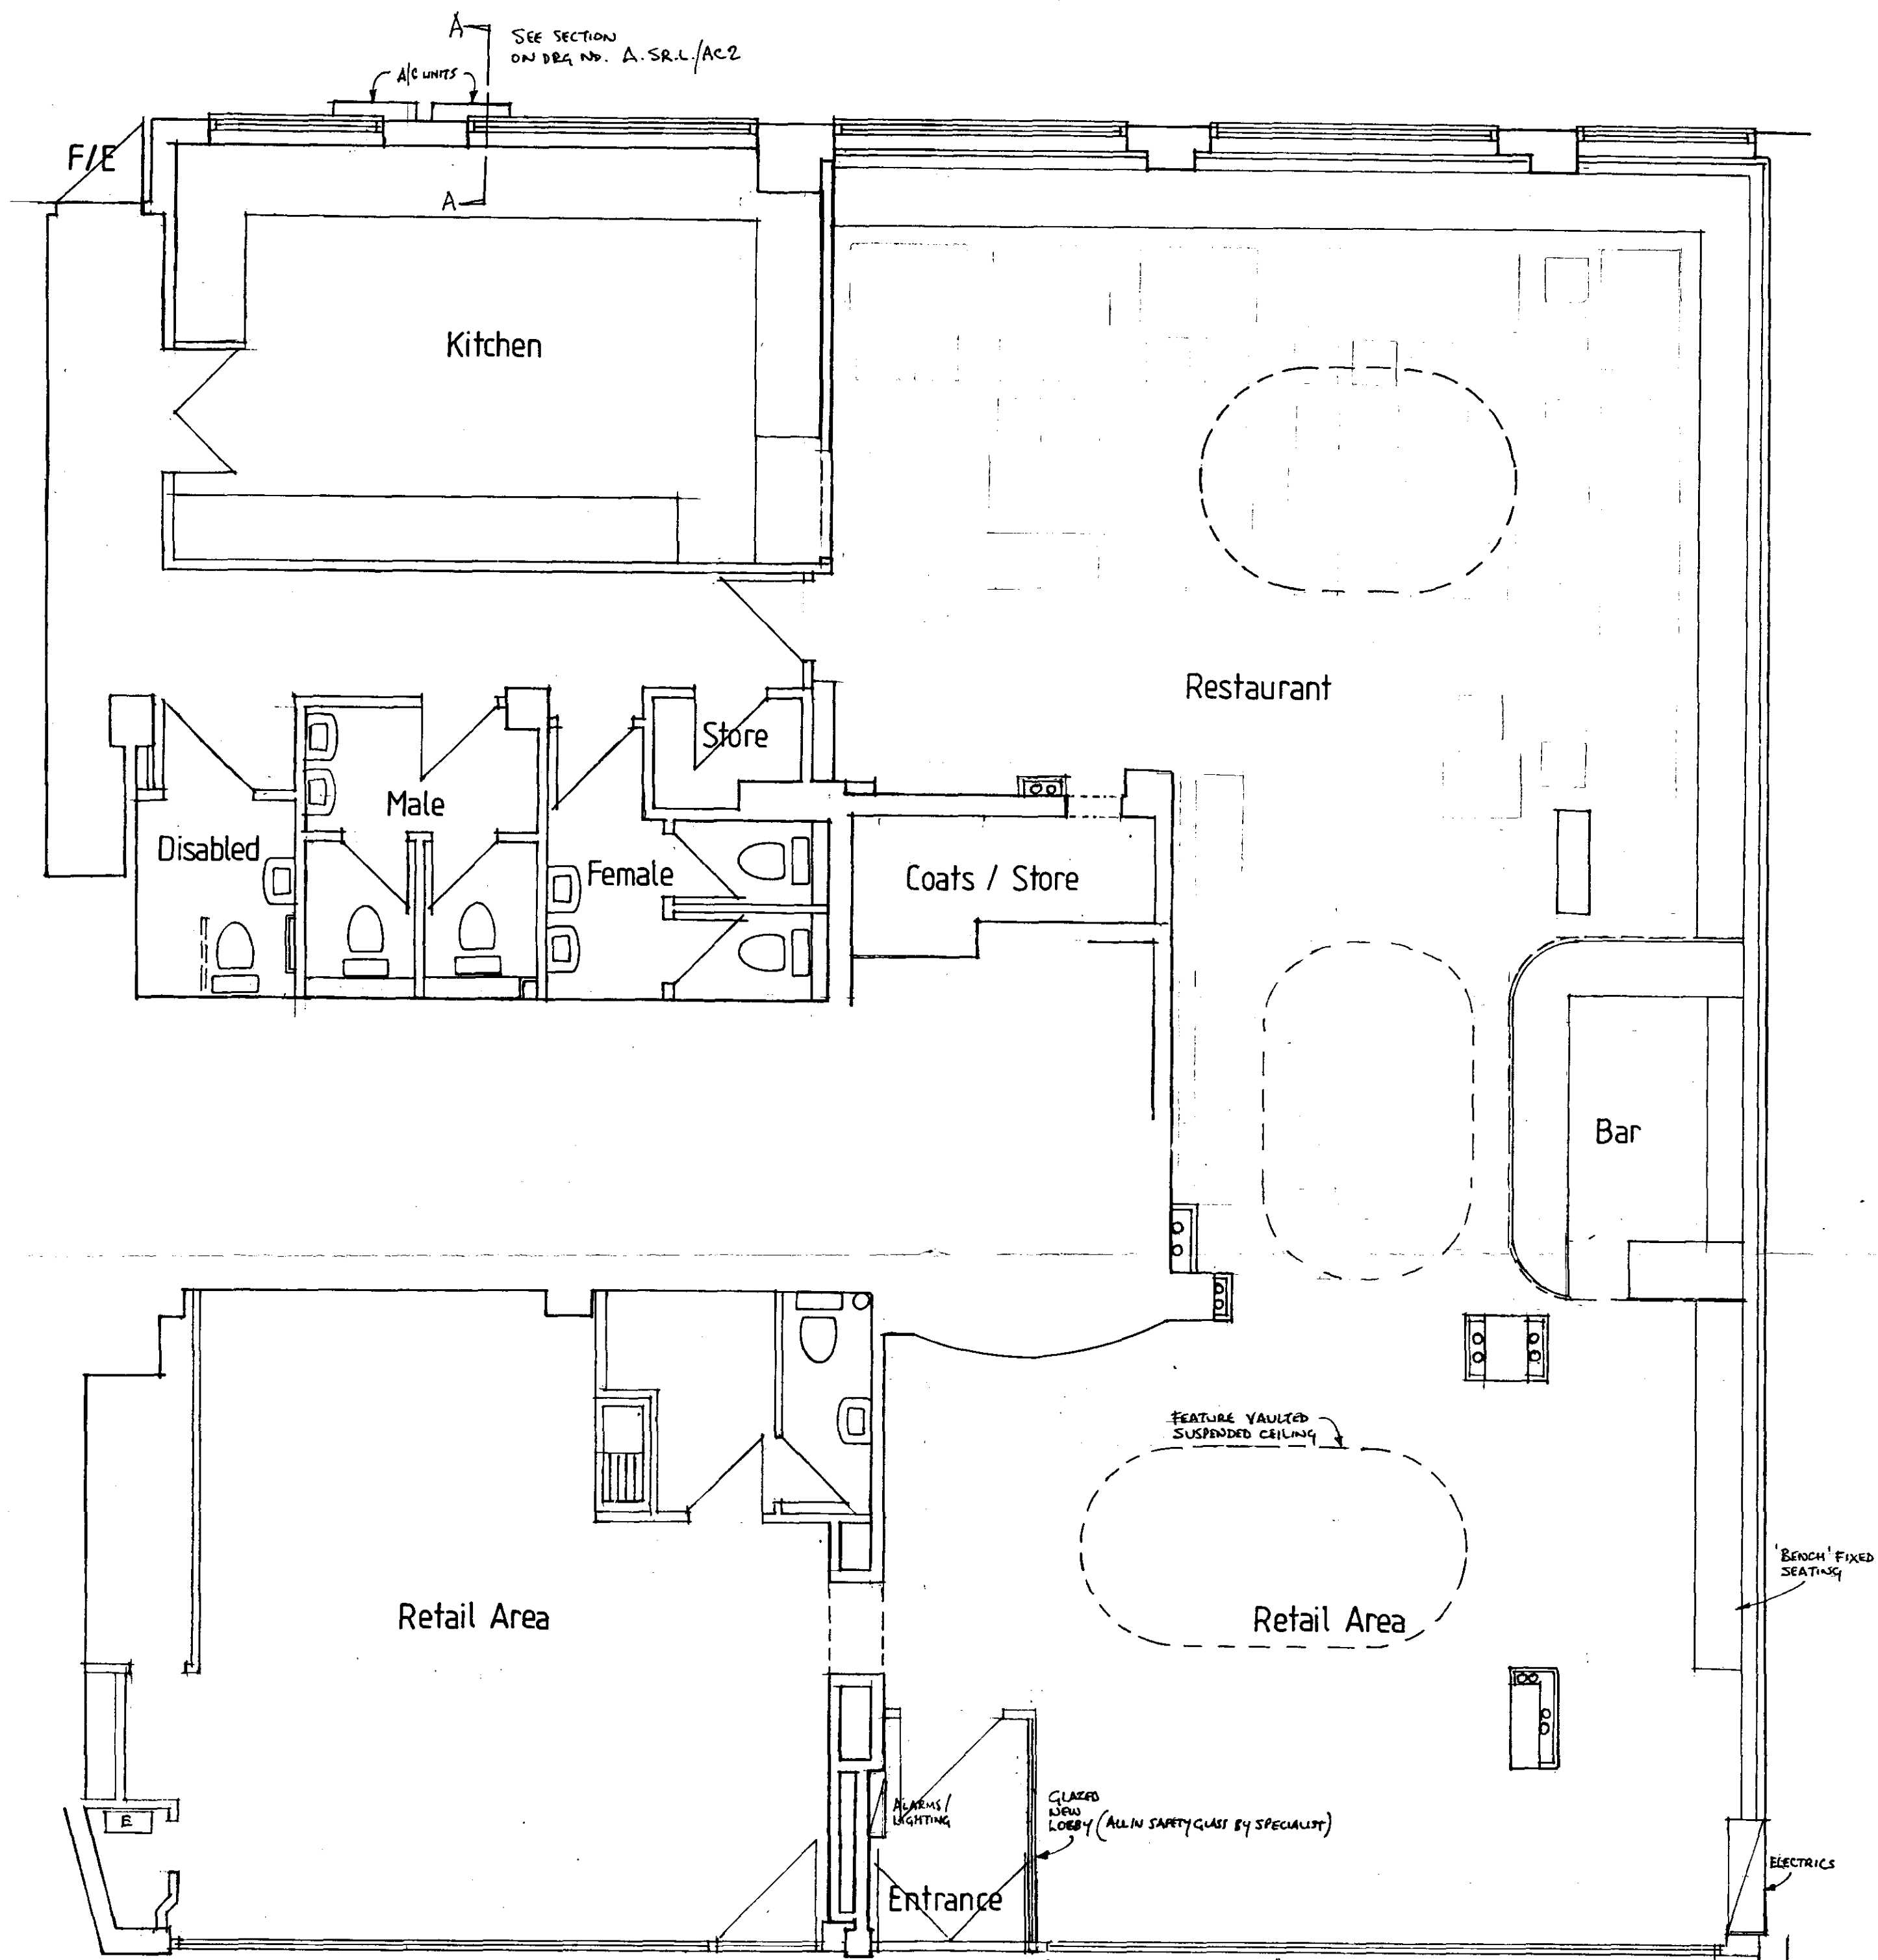 A
SEE SECTION
ON DRG NO. A.SR.L./AC2
A/C UNITS
F/E
A
Kitchen
Restaurant
Store
Male
Disabled
Female
Coats / Store
Bar
FEATURE VAULTED
SUSPENDED CEILING
'BENCH' FIXED
SEATING
Retail Area
Retail Area
ALARMS/
LIGHTING
GLAZED
NEW
LOBBY (ALL IN SAFETY GLASS BY SPECIALIST)
E
ELECTRICS
Entrance